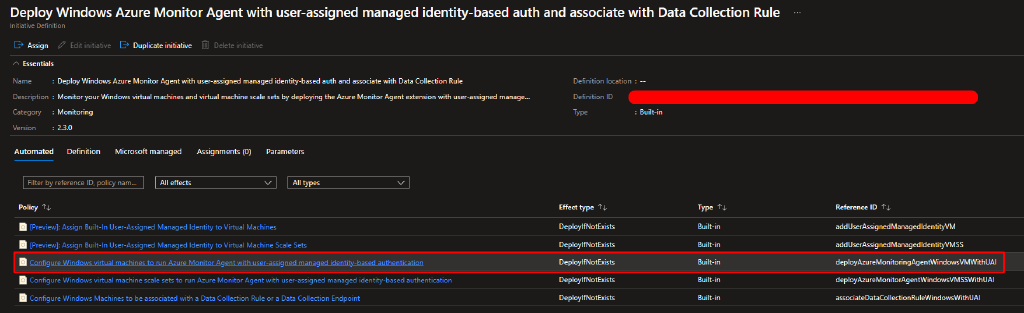 Deploy Windows Azure Monitor Agent with user-assigned managed identity-based auth and associate with Data Collection Rule ...
Initiative Definition
Assign Edit initiative Duplicate initiative Delete initiative
Essentials
Name : Deploy Windows Azure Monitor Agent with user-assigned managed identity-based auth and associate with Data Collection Rule Definition location : --
Description : Monitor your Windows virtual machines and virtual machine scale sets by deploying the Azure Monitor Agent extension with user-assigned manage... Definition ID
Category : Monitoring Type : Built-in
Version : 2.3.0
Automated Definition Microsoft managed Assignments (0) Parameters
Filter by reference ID, policy nam... All effects All types
Policy ↑↓ Effect type ↑↓ Type ↑↓ Reference ID ↑↓
[Preview]: Assign Built-In User-Assigned Managed Identity to Virtual Machines DeployIfNotExists Built-in addUserAssignedManagedIdentityVM
[Preview]: Assign Built-In User-Assigned Managed Identity to Virtual Machine Scale Sets DeployIfNotExists Built-in addUserAssignedManagedIdentityVMSS
Configure Windows virtual machines to run Azure Monitor Agent with user-assigned managed identity-based authentication DeployIfNotExists Built-in deployAzureMonitoringAgentWindowsVMWithUAI
Configure Windows virtual machine scale sets to run Azure Monitor Agent with user-assigned managed identity-based authentication DeployIfNotExists Built-in deployAzureMonitorAgentWindowsVMSSWithUAI
Configure Windows Machines to be associated with a Data Collection Rule or a Data Collection Endpoint DeployIfNotExists Built-in associateDataCollectionRuleWindowsWithUAI